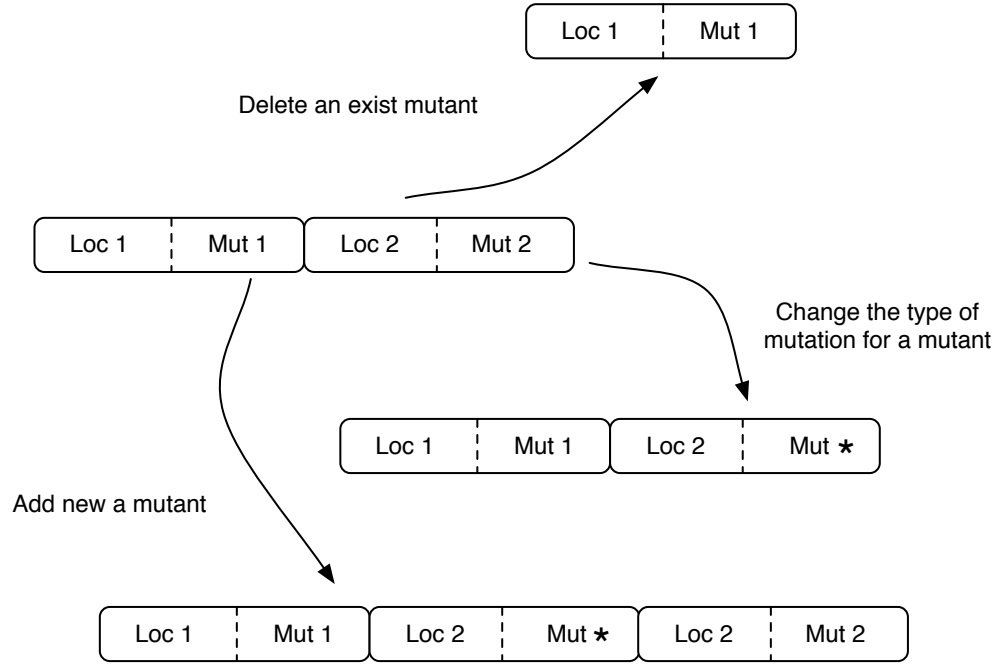 Loc 1 Mut 1
Delete an exist mutant
Loc 1 Mut 1 Loc 2 Mut 2
Change the type of
mutation for a mutant
Loc 1 Mut 1 Loc 2 Mut *
Add new a mutant
Loc 1 Mut 1 Loc 2 Mut * Loc 2 Mut 2